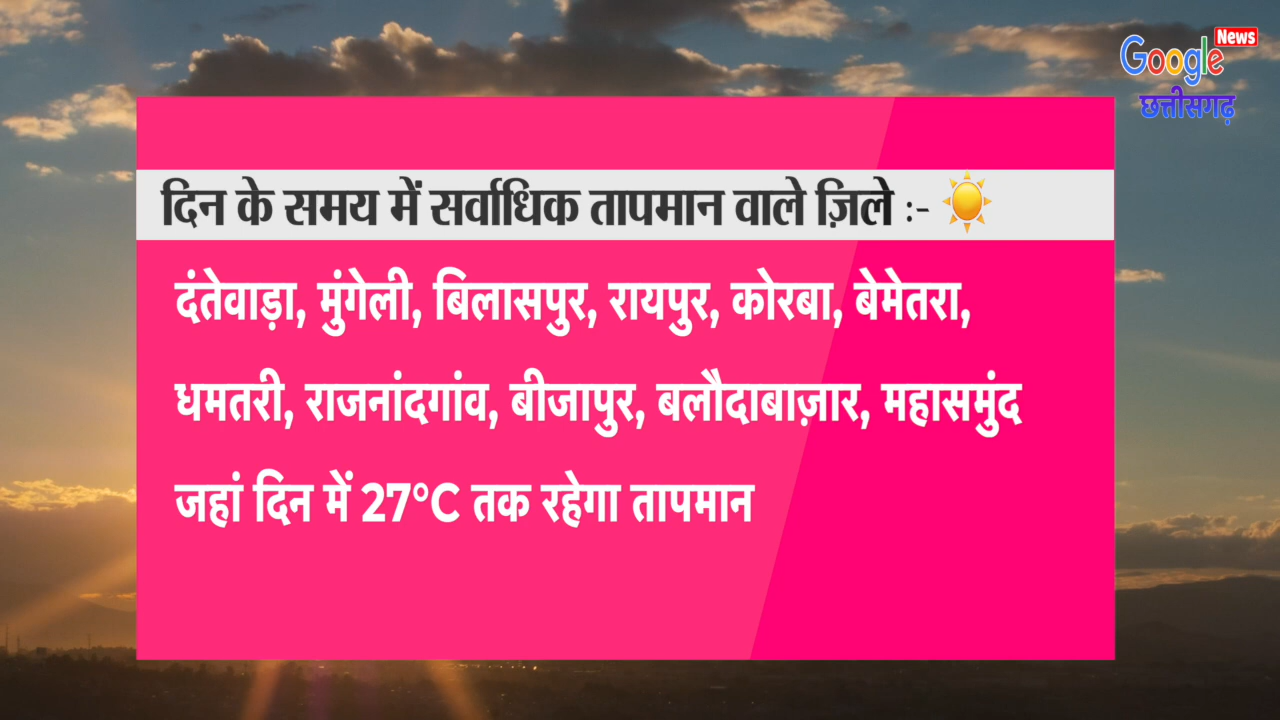 News
Google
छत्तीसगढ़
दिन के समय में सर्वाधिक तापमान वाले ज़िले :-
दंतेवाड़ा, मुंगेली, बिलासपुर, रायपुर, कोरबा, बेमेतरा,
धमतरी, राजनांदगांव, बीजापुर, बलौदाबाज़ार, महासमुंद
जहां दिन में 27°C तक रहेगा तापमान